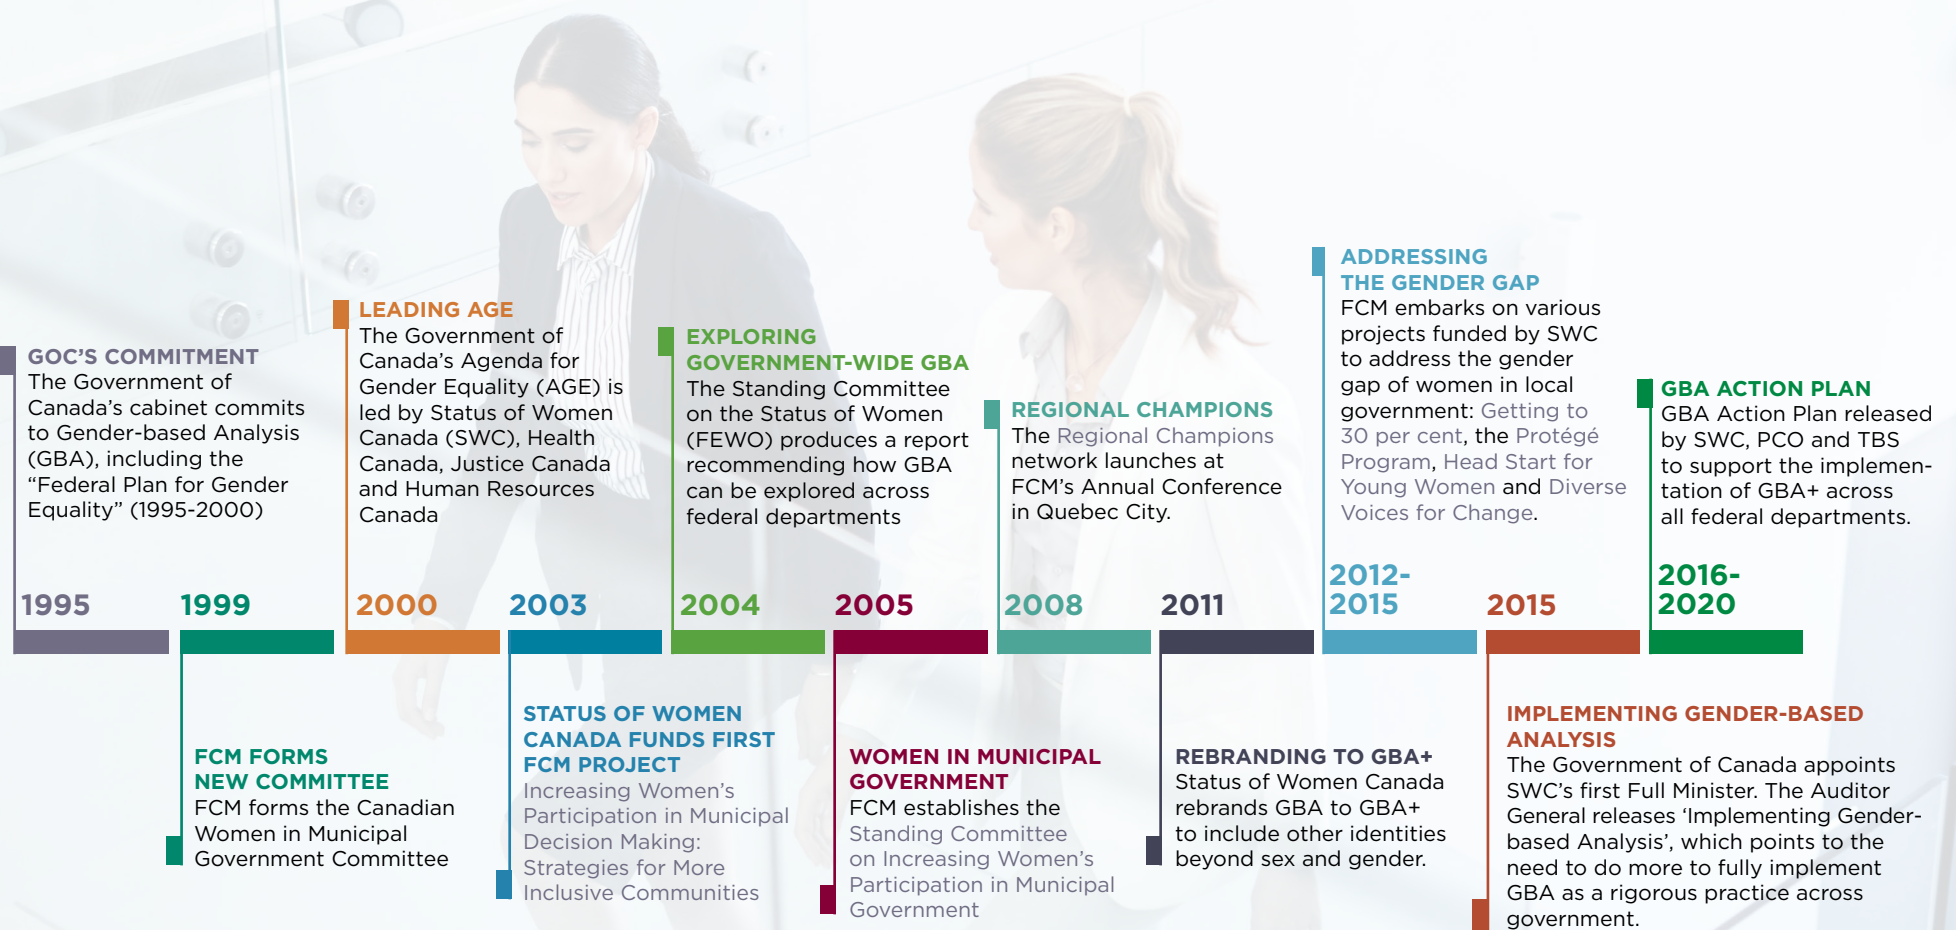 GOC’S COMMITMENT
The Government of
Canada’s cabinet commits
to Gender-based Analysis
(GBA), including the
“Federal Plan for Gender
Equality” (1995-2000)
1995
1999
FCM FORMS
NEW COMMITTEE
FCM forms the Canadian
Women in Municipal
Government Committee
LEADING AGE
The Government of
Canada’s Agenda for
Gender Equality (AGE) is
led by Status of Women
Canada (SWC), Health
Canada, Justice Canada
and Human Resources
Canada
2000
2003
STATUS OF WOMEN
CANADA FUNDS FIRST
FCM PROJECT
Increasing Women’s
Participation in Municipal
Decision Making:
Strategies for More
Inclusive Communities
EXPLORING
GOVERNMENT-WIDE GBA
The Standing Committee
on the Status of Women
(FEWO) produces a report
recommending how GBA
can be explored across
federal departments
2004
2005
WOMEN IN MUNICIPAL
GOVERNMENT
FCM establishes the
Standing Committee
on Increasing Women’s
Participation in Municipal
Government
REGIONAL CHAMPIONS
The Regional Champions
network launches at
FCM’s Annual Conference
in Quebec City.
2008
2011
REBRANDING TO GBA+
Status of Women Canada
rebrands GBA to GBA+
to include other identities
beyond sex and gender.
ADDRESSING
THE GENDER GAP
FCM embarks on various
projects funded by SWC
to address the gender
gap of women in local
government: Getting to
30 per cent, the Protégé
Program, Head Start for
Young Women and Diverse
Voices for Change.
2012-
2015
2015
IMPLEMENTING GENDER-BASED
ANALYSIS
The Government of Canada appoints
SWC’s first Full Minister. The Auditor
General releases ‘Implementing Gender-
based Analysis’, which points to the
need to do more to fully implement
GBA as a rigorous practice across
government.
GBA ACTION PLAN
GBA Action Plan released
by SWC, PCO and TBS
to support the implemen-
tation of GBA+ across
all federal departments.
2016-
2020